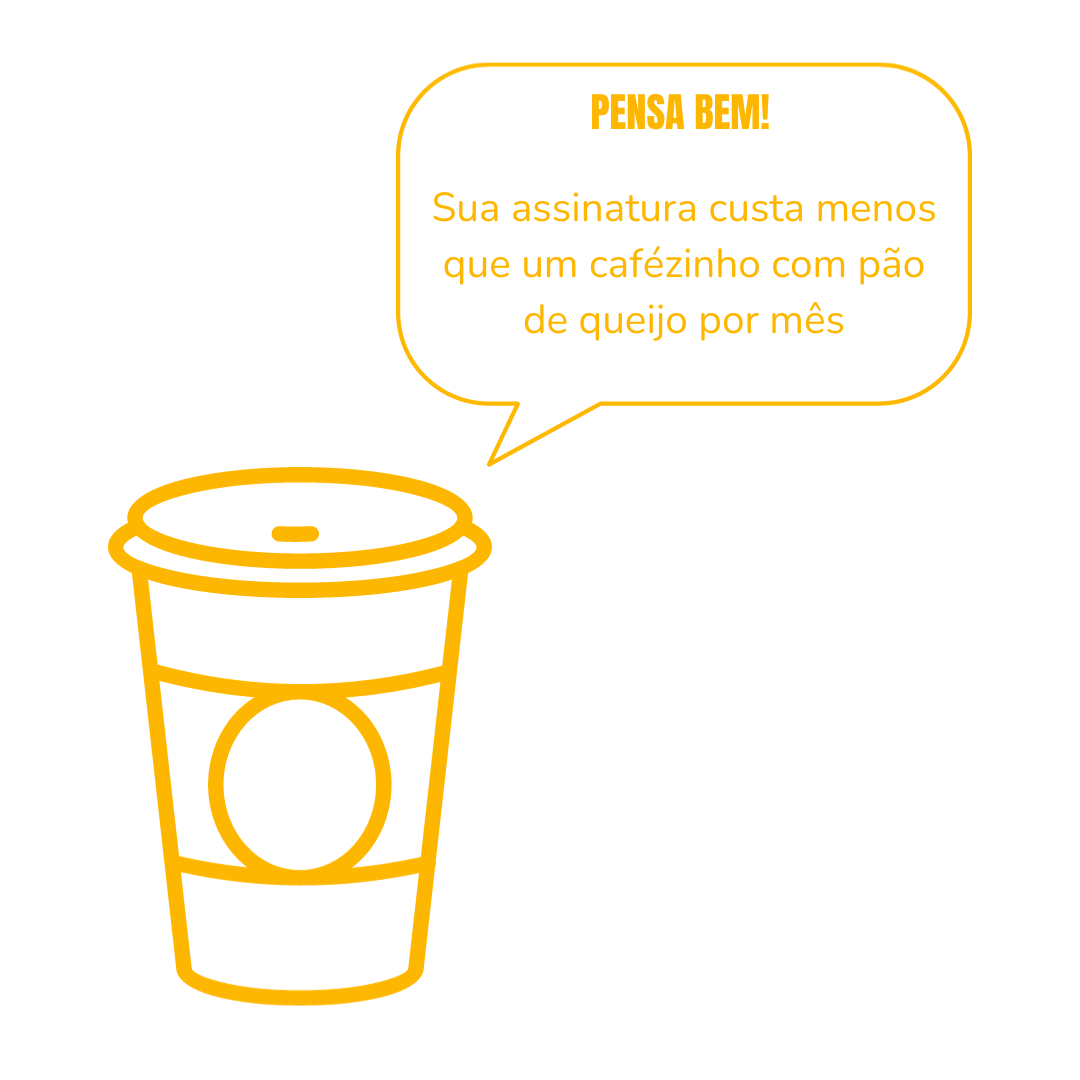 PENSA BEM!
Sua assinatura custa menos
que um cafézinho com pão
de queijo por mês